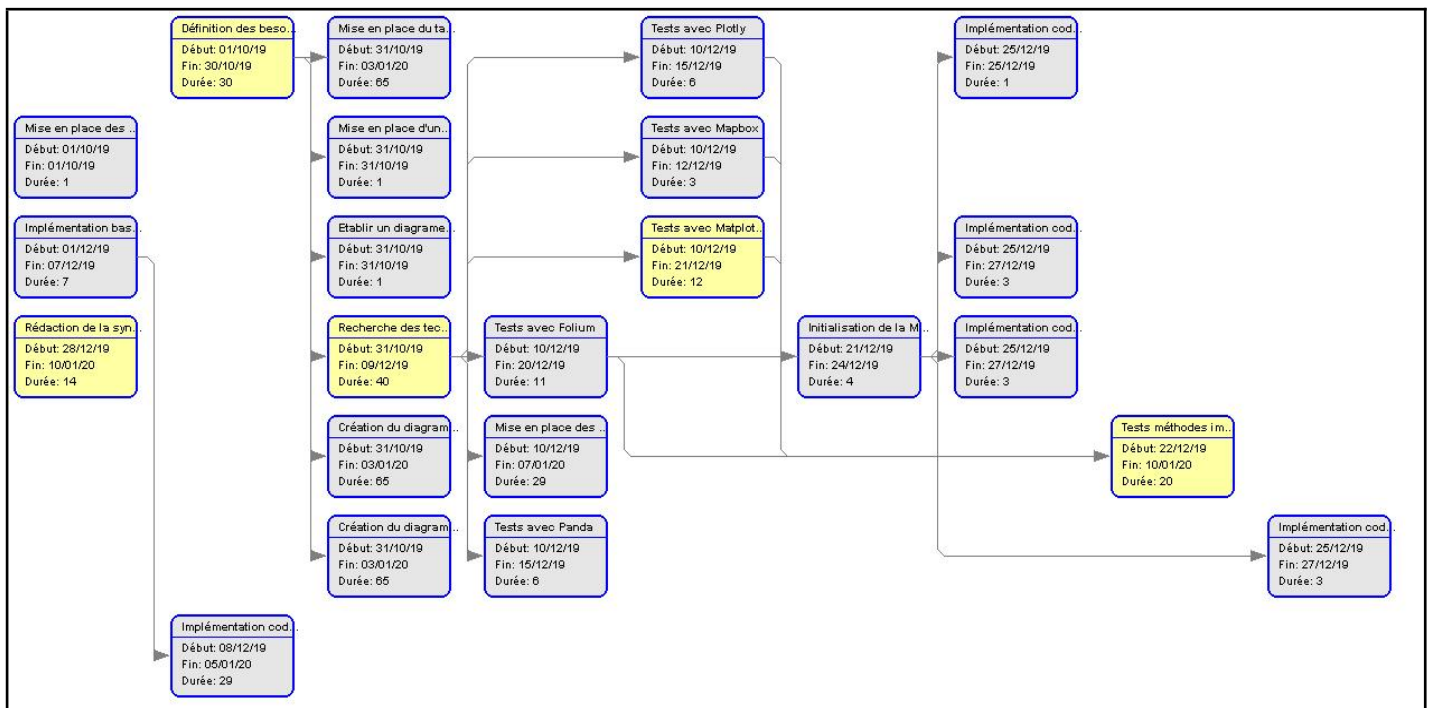 Définition des beso...
Début: 01/10/19
Fin: 30/10/19
Durée: 30
Mise en place du ta...
Début: 31/10/19
Fin: 03/01/20
Durée: 65
Tests avec Plotly
Début: 10/12/19
Fin: 15/12/19
Durée: 6
Implémentation cod...
Début: 25/12/19
Fin: 25/12/19
Durée: 1
Mise en place des ...
Début: 01/10/19
Fin: 01/10/19
Durée: 1
Mise en place d'un...
Début: 31/10/19
Fin: 31/10/19
Durée: 1
Tests avec Mapbox
Début: 10/12/19
Fin: 12/12/19
Durée: 3
Implémentation bas...
Début: 01/12/19
Fin: 07/12/19
Durée: 7
Etablir un diagrame...
Début: 31/10/19
Fin: 31/10/19
Durée: 1
Tests avec Matplot...
Début: 10/12/19
Fin: 21/12/19
Durée: 12
Implémentation cod...
Début: 25/12/19
Fin: 27/12/19
Durée: 3
Rédaction de la syn...
Début: 28/12/19
Fin: 10/01/20
Durée: 14
Recherche des tec...
Début: 31/10/19
Fin: 09/12/19
Durée: 40
Tests avec Folium
Début: 10/12/19
Fin: 20/12/19
Durée: 11
Initialisation de la M...
Début: 21/12/19
Fin: 24/12/19
Durée: 4
Implémentation cod...
Début: 25/12/19
Fin: 27/12/19
Durée: 3
Création du diagram...
Début: 31/10/19
Fin: 03/01/20
Durée: 65
Mise en place des ...
Début: 10/12/19
Fin: 07/01/20
Durée: 29
Tests méthodes im...
Début: 22/12/19
Fin: 10/01/20
Durée: 20
Création du diagram...
Début: 31/10/19
Fin: 03/01/20
Durée: 65
Tests avec Panda
Début: 10/12/19
Fin: 15/12/19
Durée: 6
Implémentation cod...
Début: 25/12/19
Fin: 27/12/19
Durée: 3
Implémentation cod...
Début: 08/12/19
Fin: 05/01/20
Durée: 29